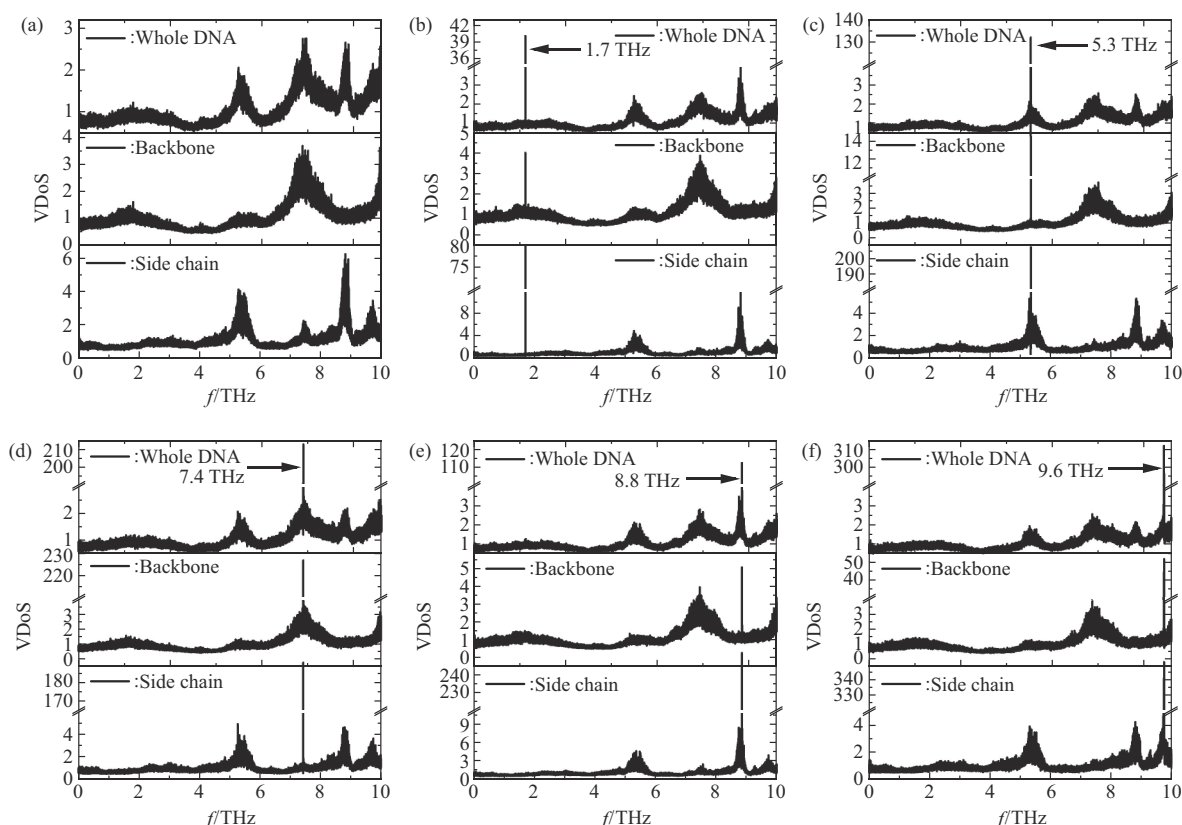 (a)
:Whole DNA
3
2
1
:Backbone
4
3
2
1
0
:Side chain
6
4
2
0
VDoS
0 2 4 6 8 10
f/THz
(b)
:Whole DNA
1.7 THz
42
39
36
3
2
1
:Backbone
5
4
3
2
1
0
:Side chain
80
75
8
4
0
0 2 4 6 8 10
f/THz
(c)
:Whole DNA
5.3 THz
140
130
3
2
1
:Backbone
14
12
3
2
1
0
:Side chain
200
190
4
2
0
0 2 4 6 8 10
f/THz
(d)
:Whole DNA
7.4 THz
210
200
2
1
:Backbone
230
220
3
2
1
0
:Side chain
180
170
4
2
0
VDoS
0 2 4 6 8 10
f/THz
(e)
:Whole DNA
8.8 THz
120
110
3
2
1
:Backbone
5
4
3
2
1
0
:Side chain
240
230
9
6
3
0
VDoS
0 2 4 6 8 10
f/THz
(f)
:Whole DNA
9.6 THz
310
300
3
2
1
:Backbone
50
40
3
2
1
0
:Side chain
340
330
4
2
0
VDoS
0 2 4 6 8 10
f/THz